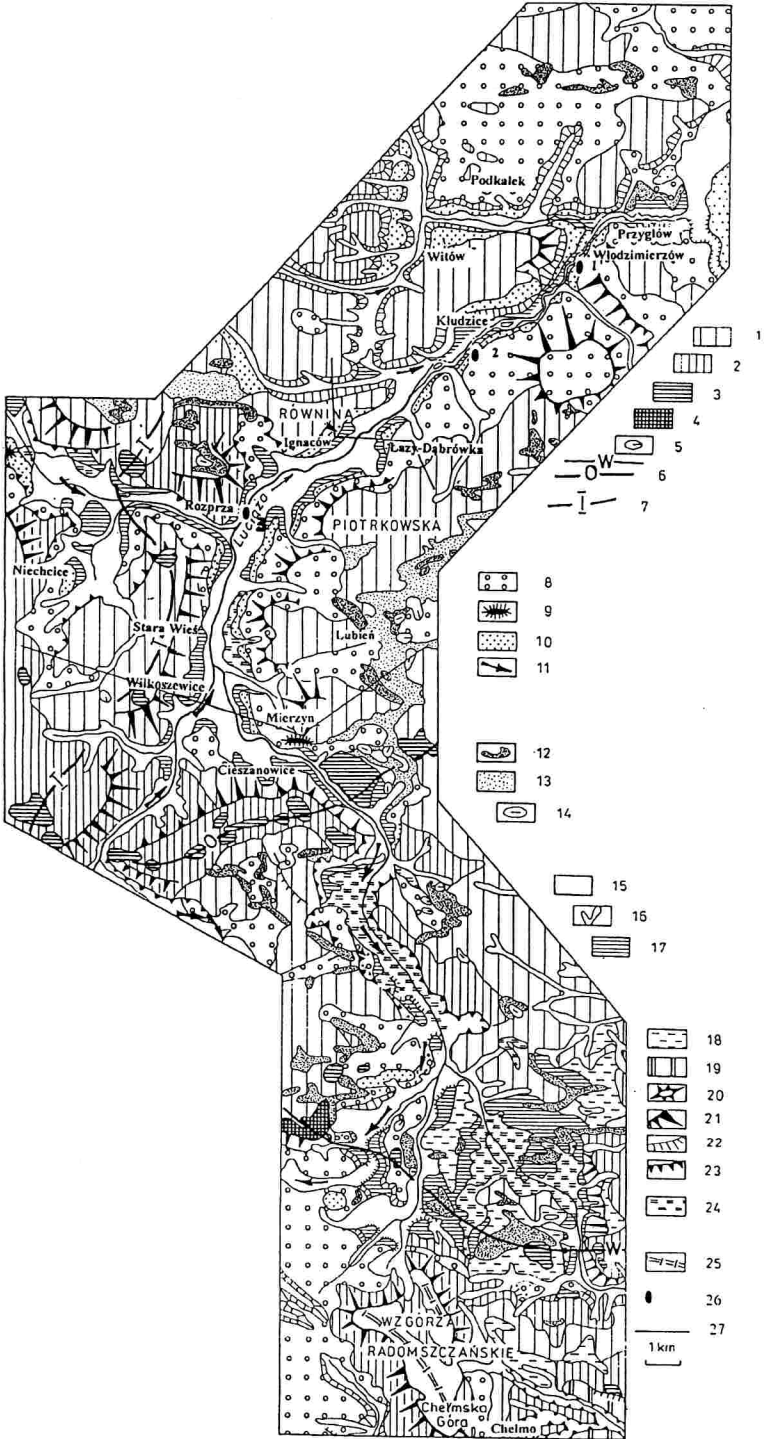 Podkałek
Przygłów
Włodzimierzów
1
Witów
Kłudzice
2
RÓWNINA
Ignaców
Łazy-Dąbrówka
Rozprza
3
LUCIĄŻA
PIOTRKOWSKA
Niechcice
I
Stara Wieś
I
Lubień
Wilkoszewice
Mierzyn
I
Cieszanowice
O
W
WZGÓRZA
RADOMSZCZAŃSKIE
Chełmska
Góra
Chełmo
1
2
3
4
5
W
O 6
I 7
8
9
10
11
12
13
14
15
16
17
18
19
20
21
22
23
24
25
26
27
1 km